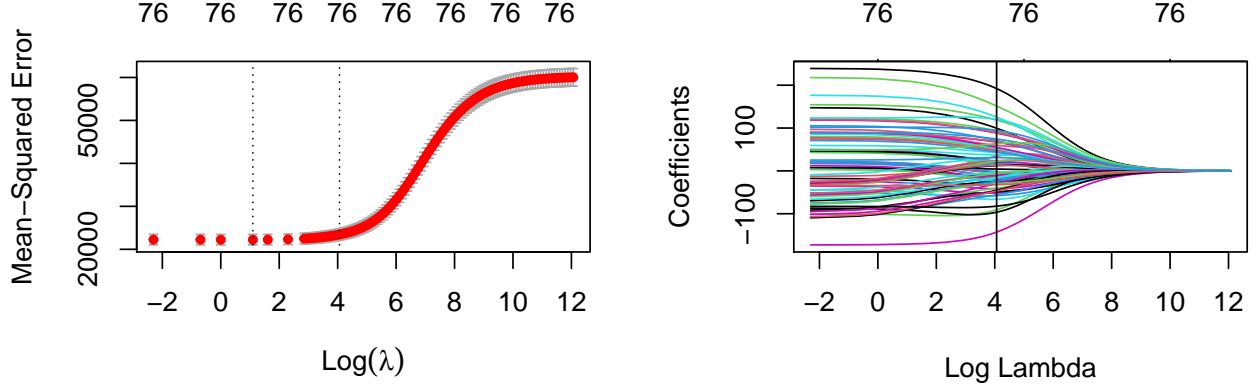 76 76 76 76 76 76 76 76
Mean−Squared Error
20000 50000
−2 0 2 4 6 8 10 12
Log(λ)
76 76 76
Coefficients
−100 100
−2 0 2 4 6 8 10 12
Log Lambda